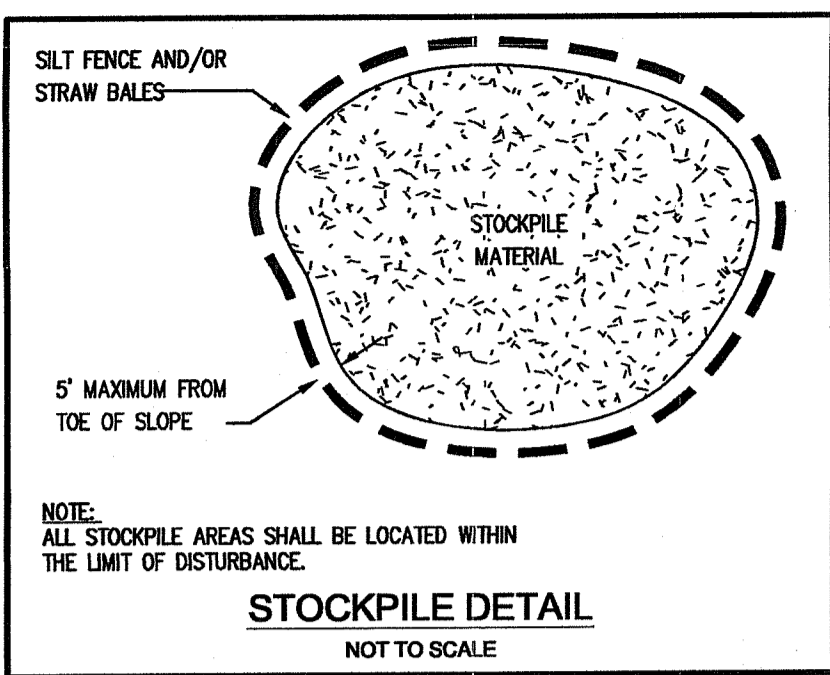 SILT FENCE AND/OR
STRAW BALES
STOCKPILE
MATERIAL
5' MAXIMUM FROM
TOE OF SLOPE
NOTE:
ALL STOCKPILE AREAS SHALL BE LOCATED WITHIN
THE LIMIT OF DISTURBANCE.
STOCKPILE DETAIL
NOT TO SCALE